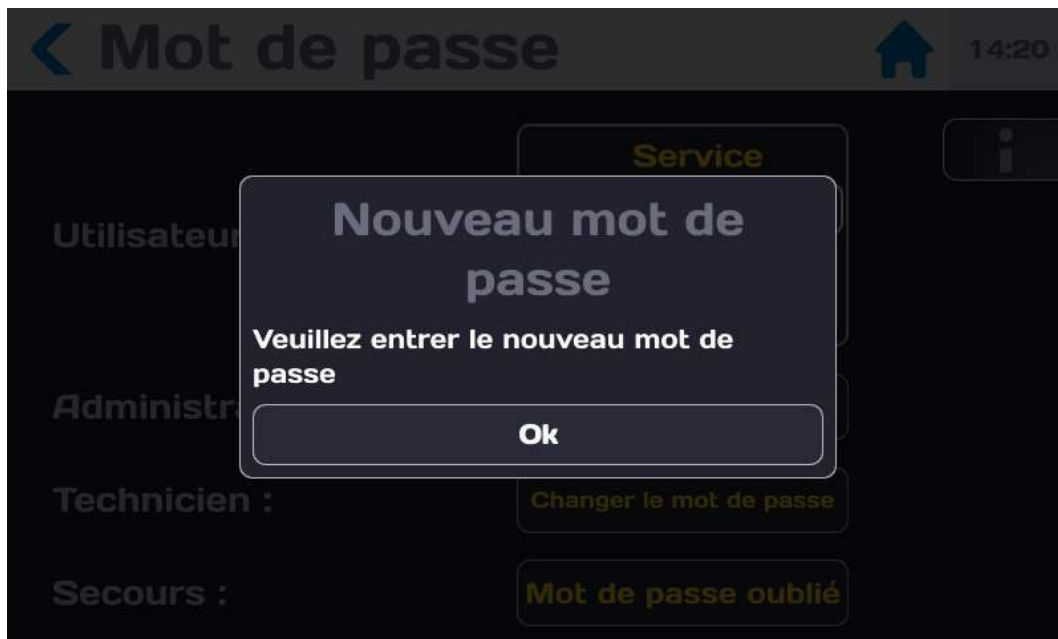 Mot de passe
14:20
Service
Utilisateur
Nouveau mot de
passe
Veuillez entrer le nouveau mot de
passe
Ok
Administra
Technicien :
Changer le mot de passe
Secours :
Mot de passe oublié